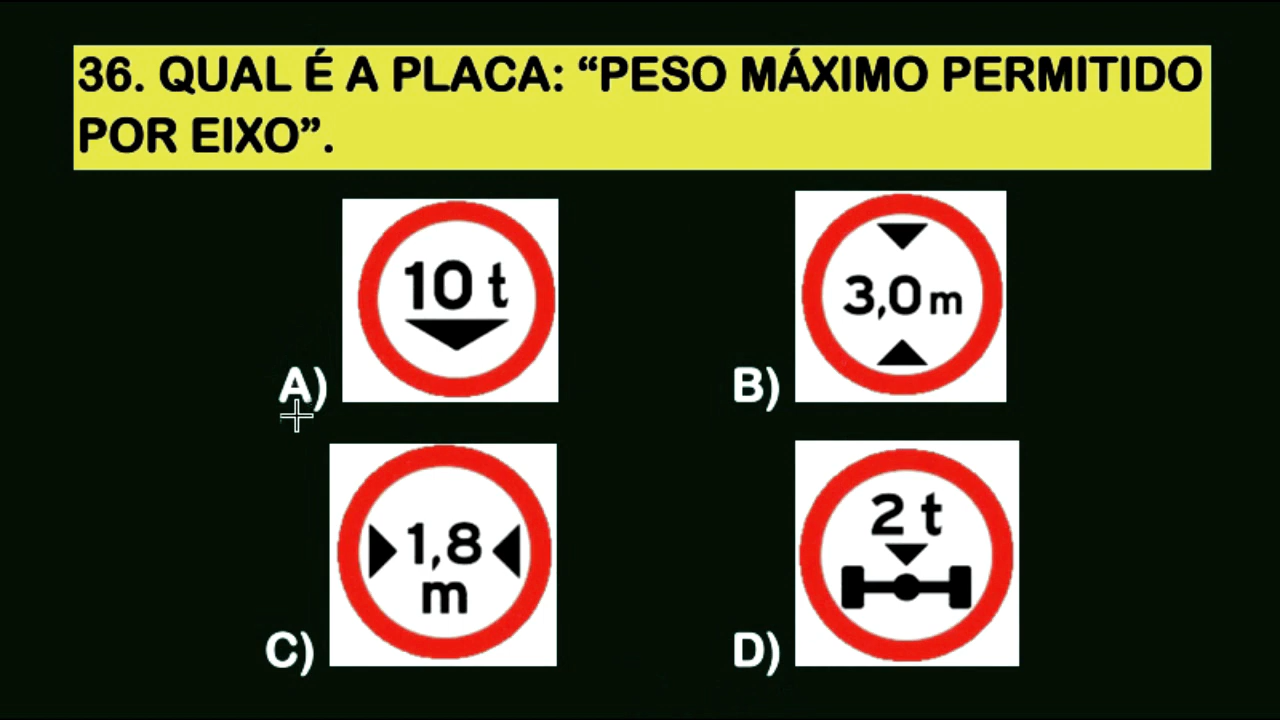 36. QUAL É A PLACA: “PESO MÁXIMO PERMITIDO
POR EIXO”.
10 t
A)
3,0 m
B)
1,8
m
C)
2 t
D)